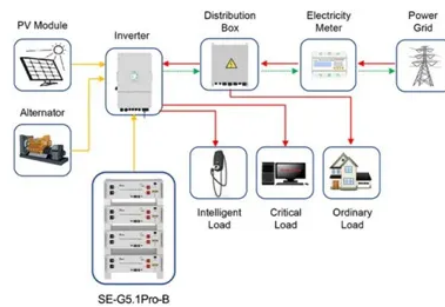 PV Module
Inverter
Distribution
Box
Electricity
Meter
Power
Grid
Alternator
Intelligent
Load
Critical
Load
Ordinary
Load
SE-G5.1Pro-B